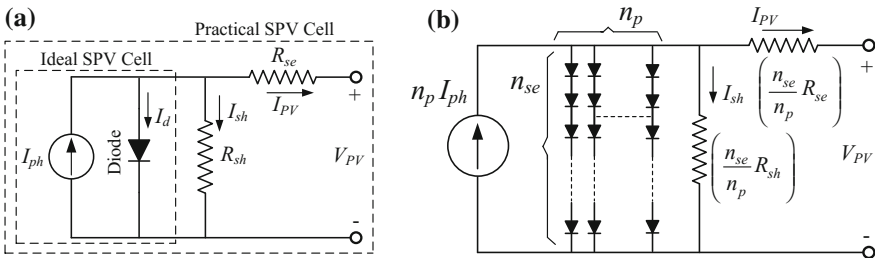 (a)
Practical SPV Cell
Ideal SPV Cell
R_se
I_PV
+
I_d
I_sh
I_ph
Diode
R_sh
V_PV
-
(b)
n_p
I_PV
+
n_se
n_p I_ph
I_sh
(n_se/n_p R_se)
V_PV
(n_se/n_p R_sh)
-